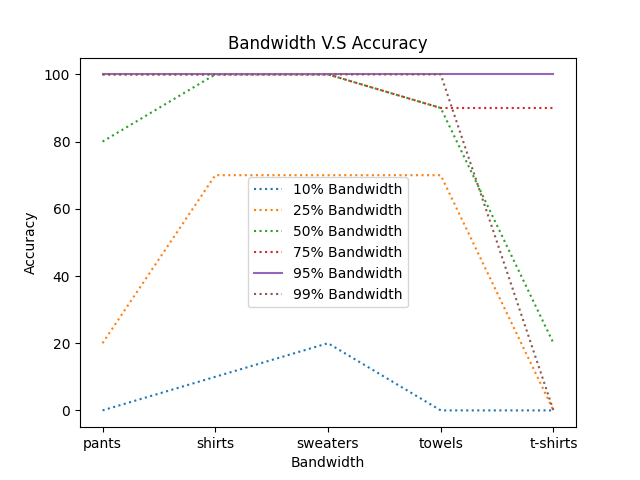 Bandwidth V.S Accuracy
100
80
60
40
20
0
Accuracy
10% Bandwidth
25% Bandwidth
50% Bandwidth
75% Bandwidth
95% Bandwidth
99% Bandwidth
pants shirts sweaters towels t-shirts
Bandwidth